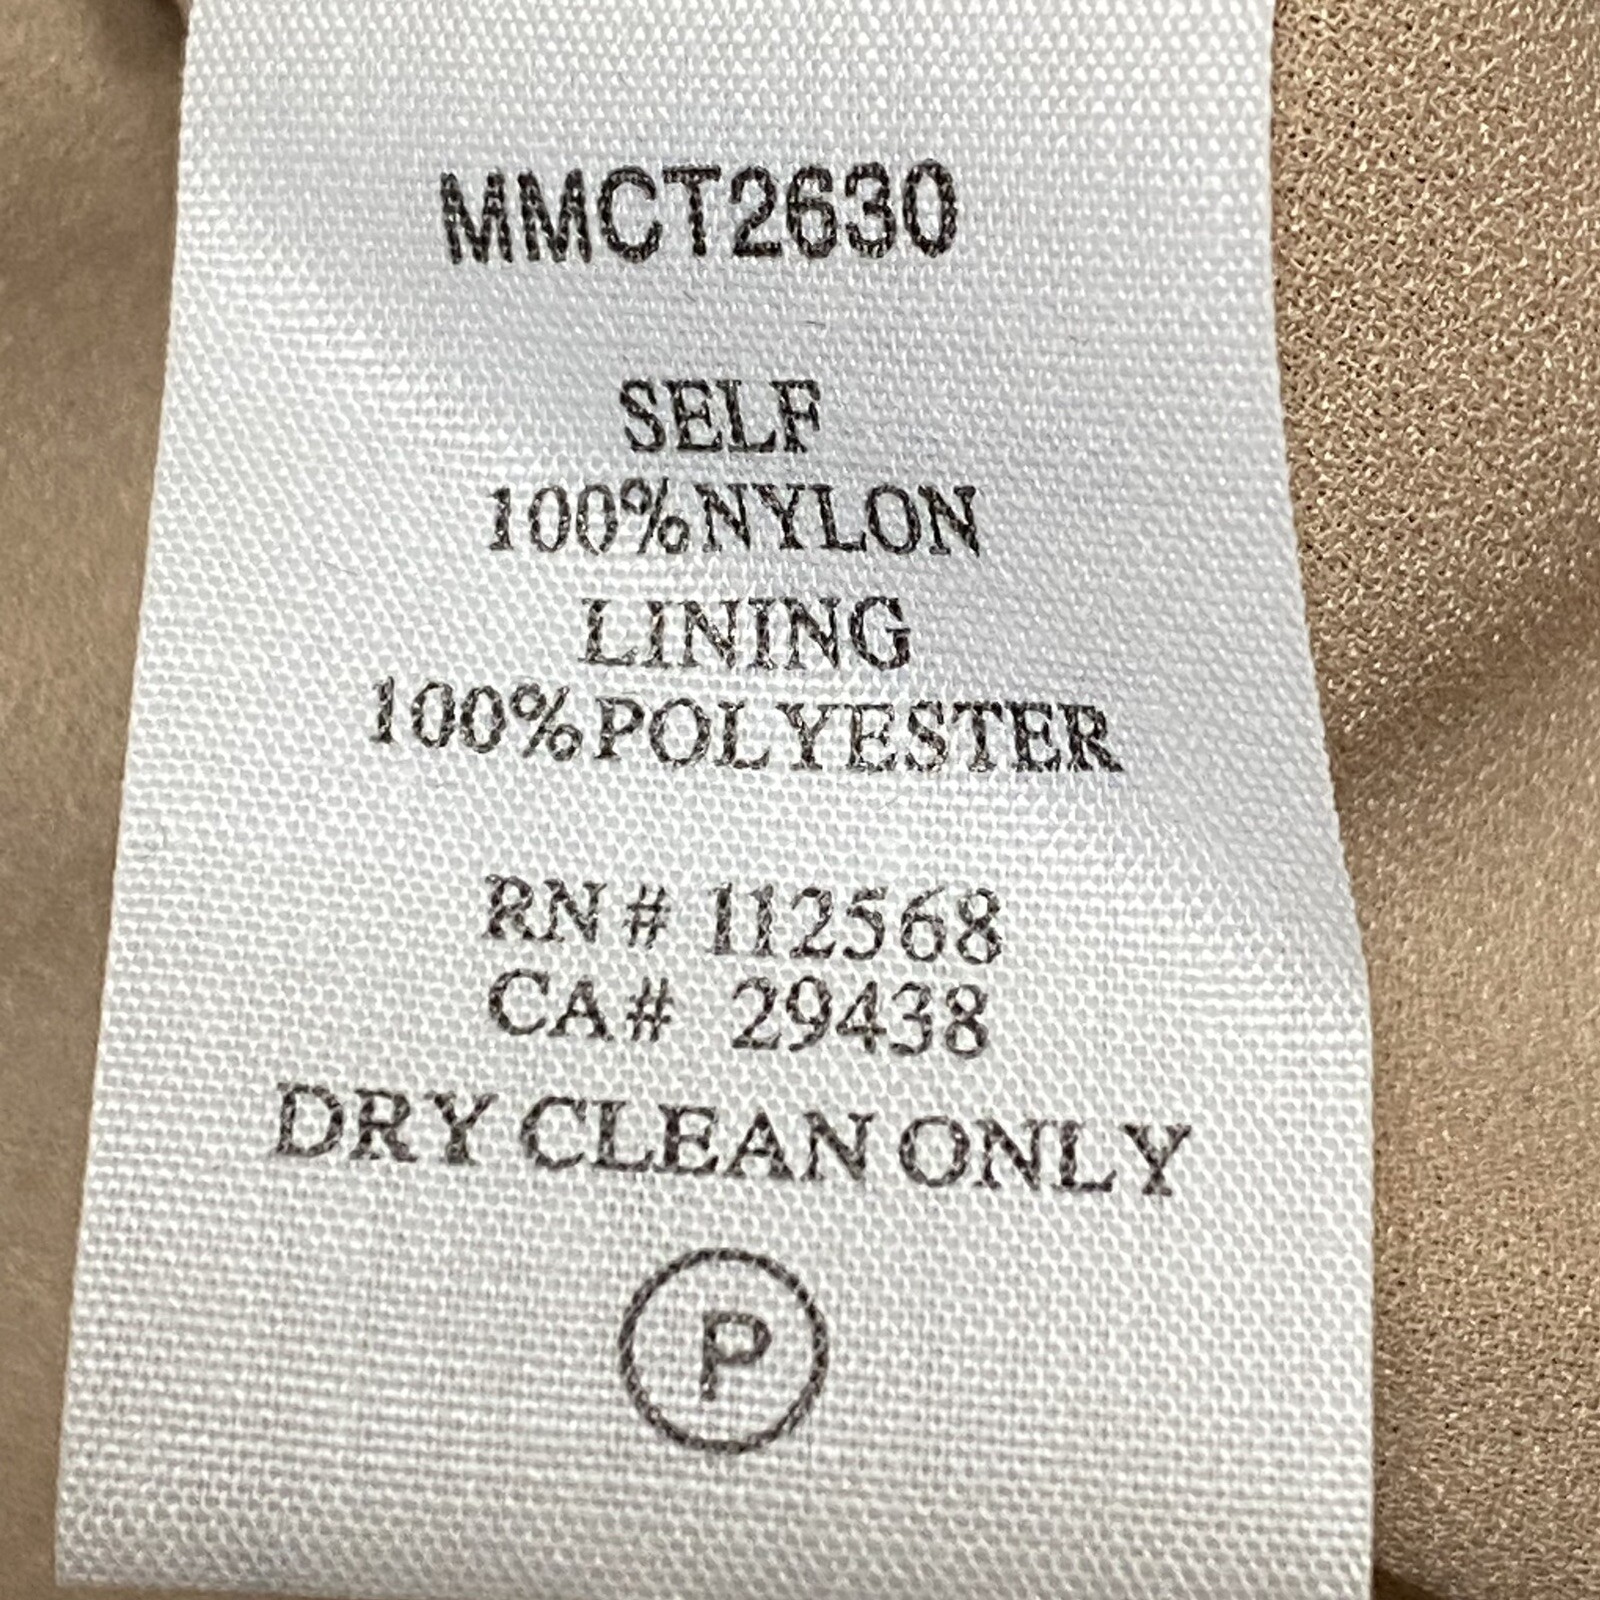 MMCT2630
SELF
100%NYLON
LINING
100%POLYESTER
RN# 112568
CA# 29438
DRY CLEAN ONLY
P